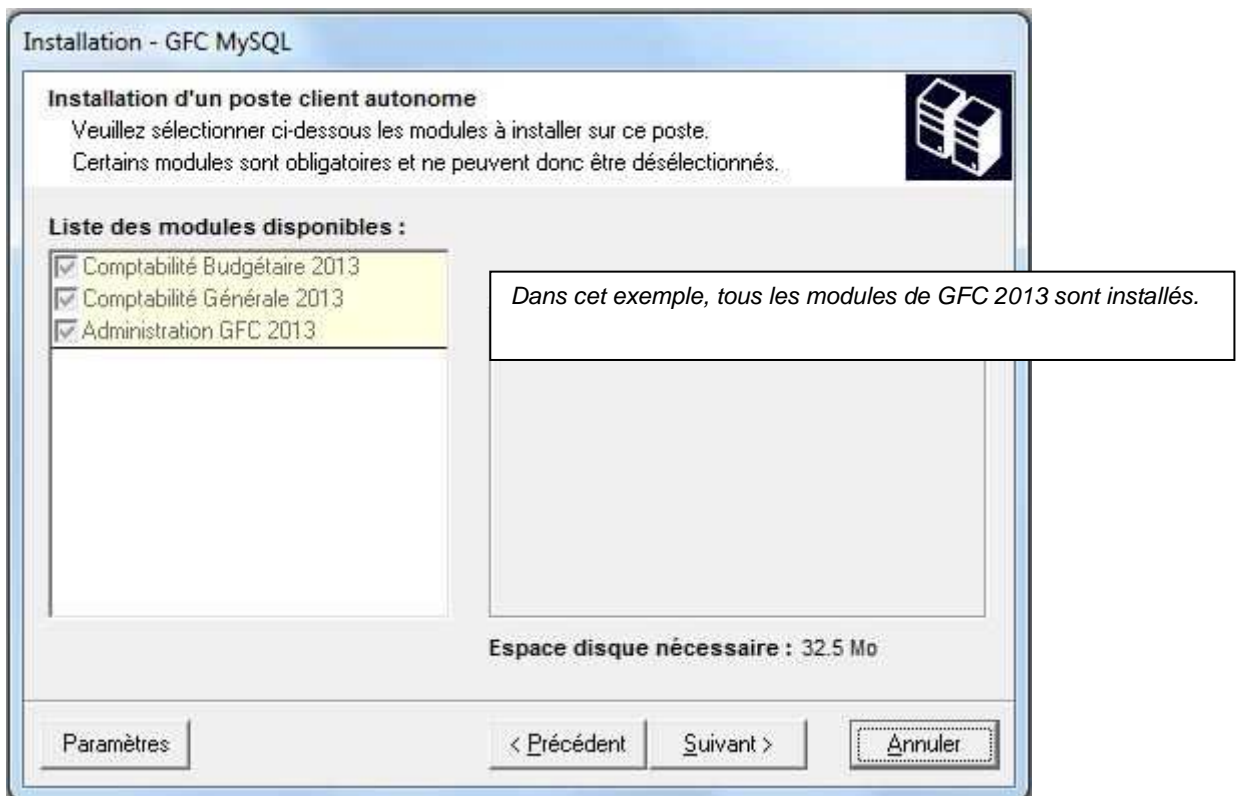 Installation - GFC MySQL
Installation d'un poste client autonome
Veuillez sélectionner ci-dessous les modules à installer sur ce poste.
Certains modules sont obligatoires et ne peuvent donc être désélectionnés.
Liste des modules disponibles :
Comptabilité Budgétaire 2013
Comptabilité Générale 2013
Administration GFC 2013
Dans cet exemple, tous les modules de GFC 2013 sont installés.
Espace disque nécessaire : 32.5 Mo
Paramètres
< Précédent
Suivant >
Annuler